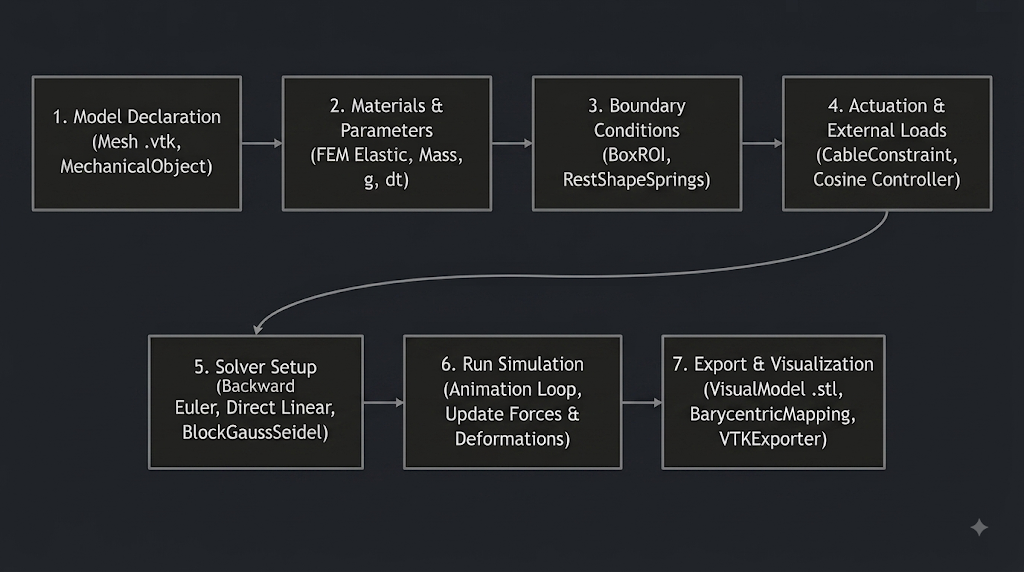 1. Model Declaration
(Mesh .vtk,
MechanicalObject)
2. Materials &
Parameters
(FEM Elastic, Mass,
g, dt)
3. Boundary
Conditions
(BoxROI,
RestShapeSprings)
4. Actuation &
External Loads
(CableConstraint,
Cosine Controller)
5. Solver Setup
(Backward
Euler, Direct Linear,
BlockGaussSeidel)
6. Run Simulation
(Animation Loop,
Update Forces &
Deformations)
7. Export & Visualization
(VisualModel .stl,
BarycentricMapping,
VTKExporter)